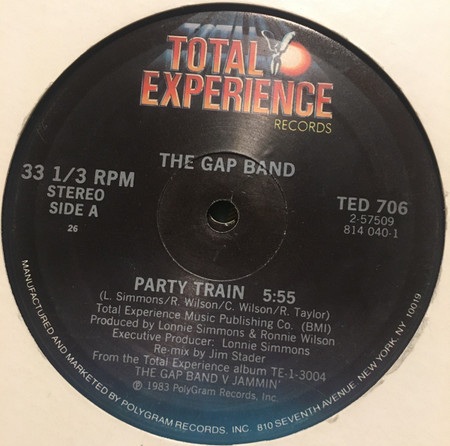 TOTAL
EXPERIENCE
RECORDS
THE GAP BAND
33 1/3 RPM
STEREO
SIDE A
26
TED 706
2-57509
814 040-1
PARTY TRAIN 5:55
(L. Simmons/R. Wilson/C. Wilson/R. Taylor)
Total Experience Music Publishing Co. (BMI)
Produced by Lonnie Simmons & Ronnie Wilson
Executive Producer: Lonnie Simmons
Re-mix by Jim Stader
From the Total Experience album TE-1-3004
THE GAP BAND V JAMMIN'
℗ 1983 PolyGram Records, Inc.
MANUFACTURED AND MARKETED BY POLYGRAM RECORDS, INC. 810 SEVENTH AVENUE, NEW YORK, NY. 10019